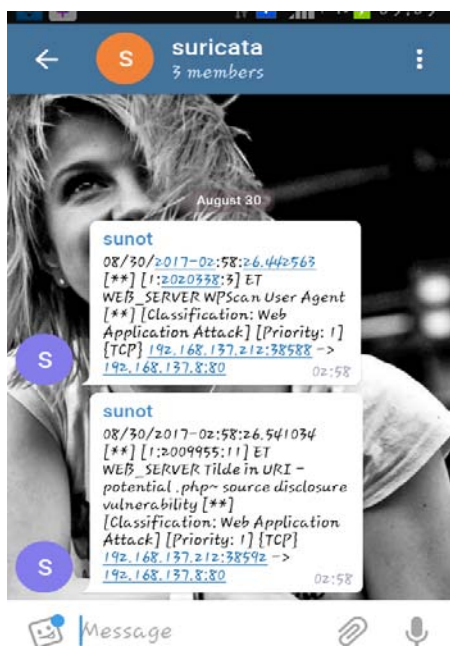 suricata
3 members
August 30
sunot
08/30/2017-02:58:26.442563
[**] [1:2020338:3] ET
WEB_SERVER WPScan User Agent
[**] [Classification: Web
Application Attack] [Priority: 1]
{TCP} 192.168.137.212:38588 ->
192.168.137.8:80
02:58
sunot
08/30/2017-02:58:26.541034
[**] [1:2009955:11] ET
WEB_SERVER Tilde in URI -
potential .php~ source disclosure
vulnerability [**]
[Classification: Web Application
Attack] [Priority: 1] {TCP}
192.168.137.212:38592 ->
192.168.137.8:80
02:58
Message
S
S
S